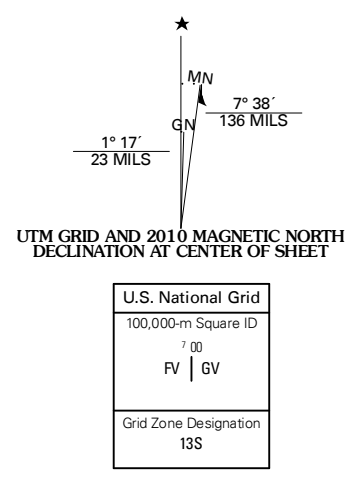 ★
MN
7° 38´
136 MILS
GN
1° 17´
23 MILS
UTM GRID AND 2010 MAGNETIC NORTH
DECLINATION AT CENTER OF SHEET
U.S. National Grid
100,000-m Square ID
7 00
FV | GV
Grid Zone Designation
13S